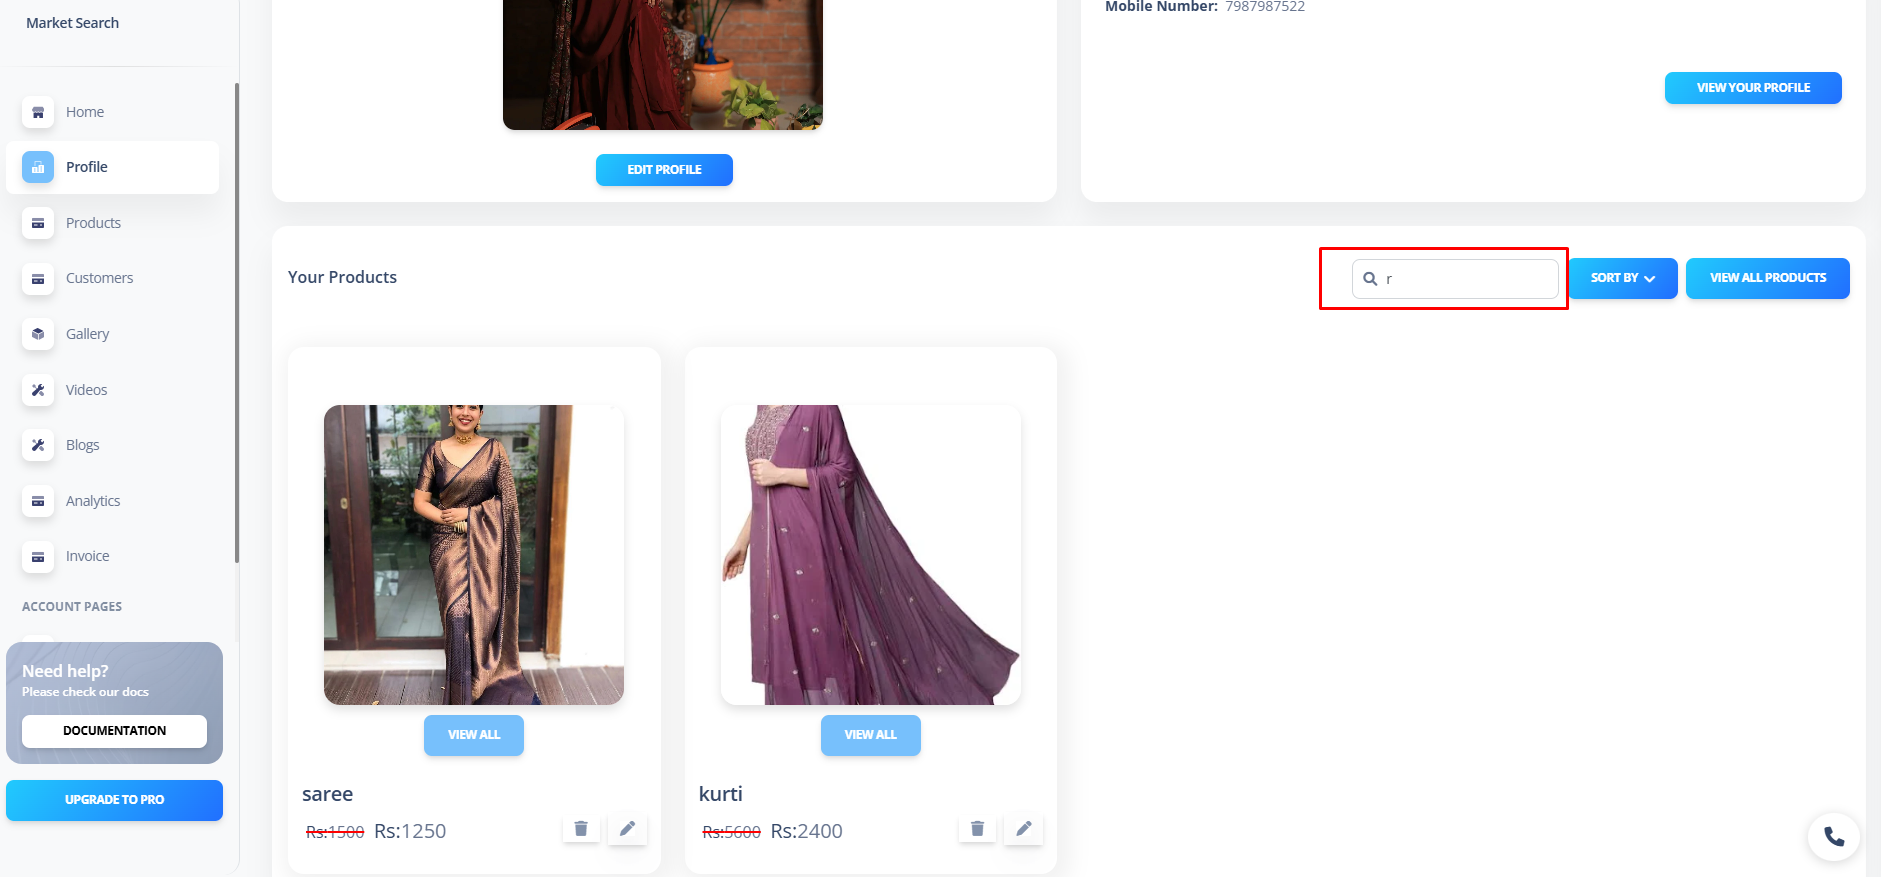 Market Search
Home
Profile
Products
Customers
Gallery
Videos
Blogs
Analytics
Invoice
ACCOUNT PAGES
Need help?
Please check our docs
DOCUMENTATION
UPGRADE TO PRO
EDIT PROFILE
Mobile Number: 7987987522
VIEW YOUR PROFILE
Your Products
r
SORT BY
VIEW ALL PRODUCTS
VIEW ALL
saree
Rs:1500 Rs:1250
VIEW ALL
kurti
Rs:5600 Rs:2400